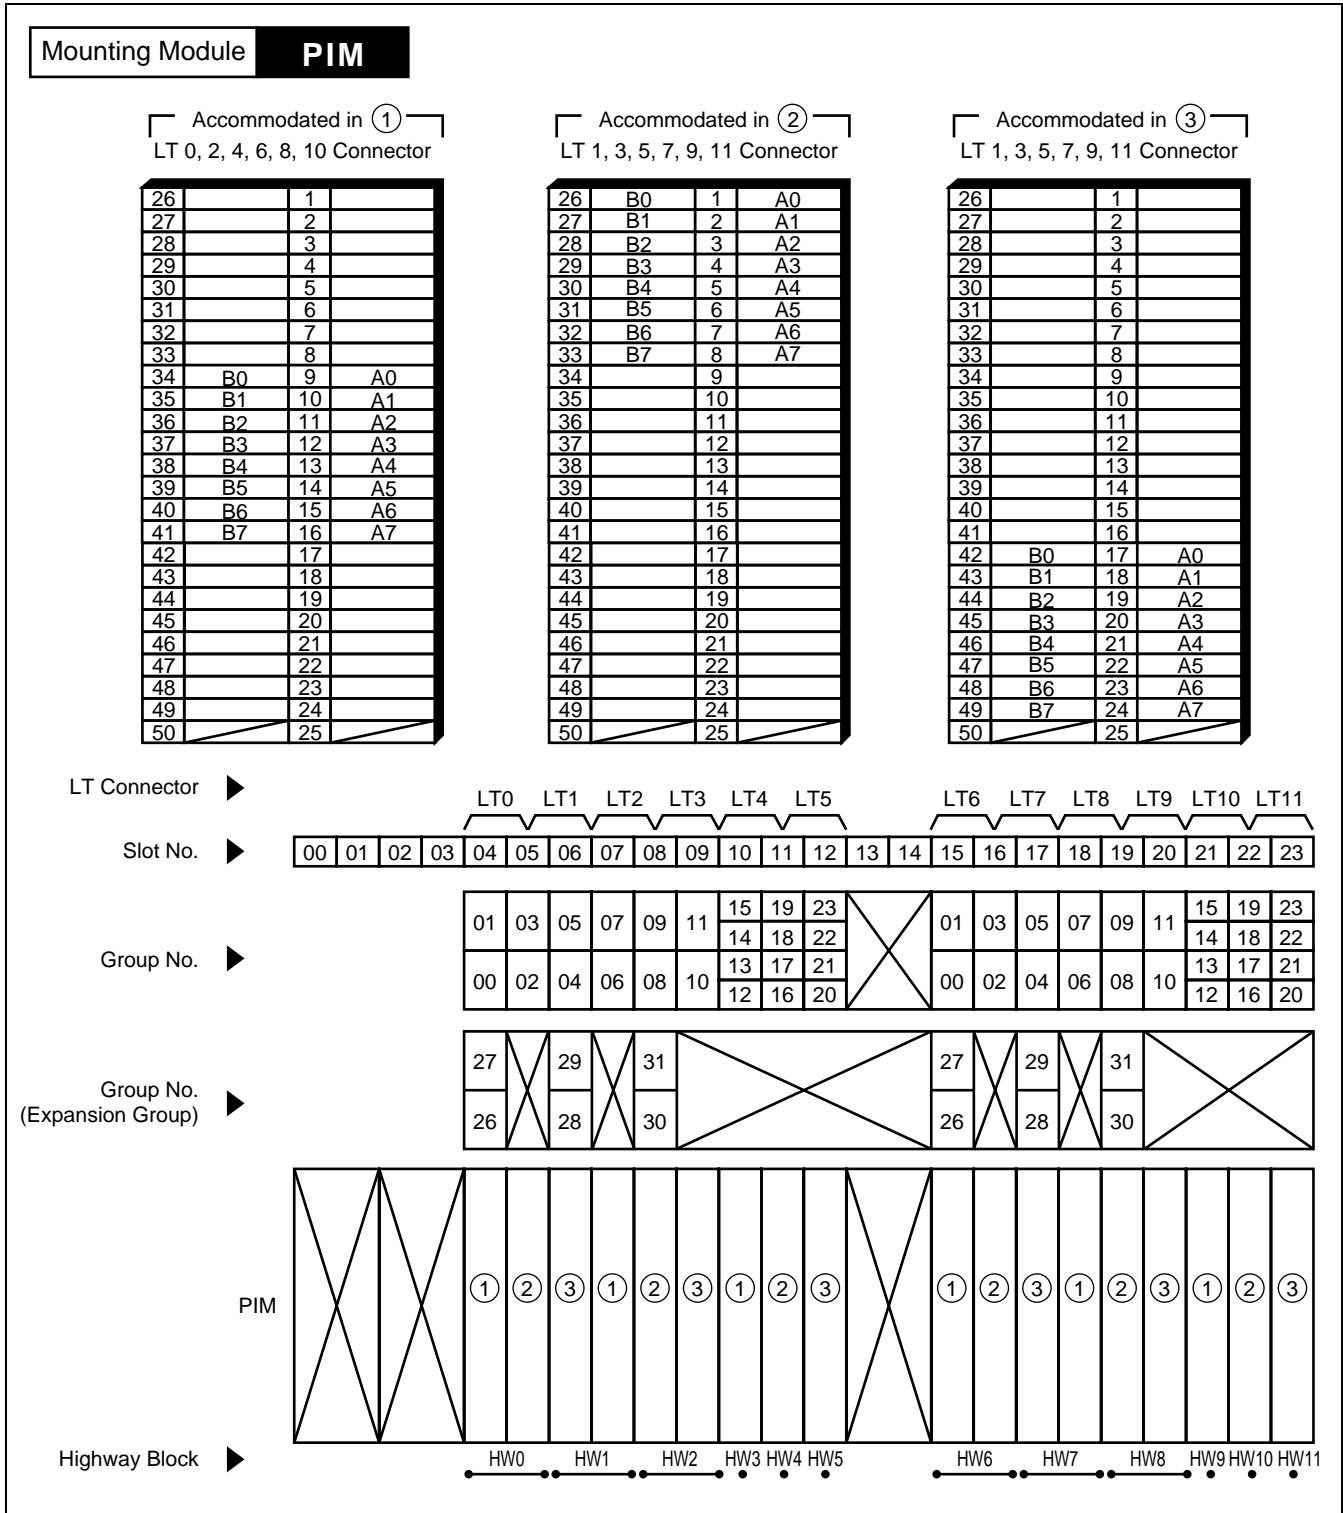 Mounting Module PIM
Accommodated in ① Accommodated in ② Accommodated in ③
LT 0, 2, 4, 6, 8, 10 Connector LT 1, 3, 5, 7, 9, 11 Connector LT 1, 3, 5, 7, 9, 11 Connector
26 1 26 B0 1 A0 26 1
27 2 27 B1 2 A1 27 2
28 3 28 B2 3 A2 28 3
29 4 29 B3 4 A3 29 4
30 5 30 B4 5 A4 30 5
31 6 31 B5 6 A5 31 6
32 7 32 B6 7 A6 32 7
33 8 33 B7 8 A7 33 8
34 B0 9 A0 34 9 34 9
35 B1 10 A1 35 10 35 10
36 B2 11 A2 36 11 36 11
37 B3 12 A3 37 12 37 12
38 B4 13 A4 38 13 38 13
39 B5 14 A5 39 14 39 14
40 B6 15 A6 40 15 40 15
41 B7 16 A7 41 16 41 16
42 17 42 17 42 B0 17 A0
43 18 43 18 43 B1 18 A1
44 19 44 19 44 B2 19 A2
45 20 45 20 45 B3 20 A3
46 21 46 21 46 B4 21 A4
47 22 47 22 47 B5 22 A5
48 23 48 23 48 B6 23 A6
49 24 49 24 49 B7 24 A7
50 25 50 25 50 25
LT Connector LT0 LT1 LT2 LT3 LT4 LT5 LT6 LT7 LT8 LT9 LT10 LT11
Slot No. 00 01 02 03 04 05 06 07 08 09 10 11 12 13 14 15 16 17 18 19 20 21 22 23
Group No.
01 03 05 07 09 11 15 19 23 01 03 05 07 09 11 15 19 23
14 18 22 14 18 22
00 02 04 06 08 10 13 17 21 00 02 04 06 08 10 13 17 21
12 16 20 12 16 20
Group No.
(Expansion Group)
27 29 31 27 29 31
26 28 30 26 28 30
PIM ① ② ③ ① ② ③ ① ② ③ ① ② ③ ① ② ③ ① ② ③
Highway Block HW0 HW1 HW2 HW3 HW4 HW5 HW6 HW7 HW8 HW9 HW10 HW11